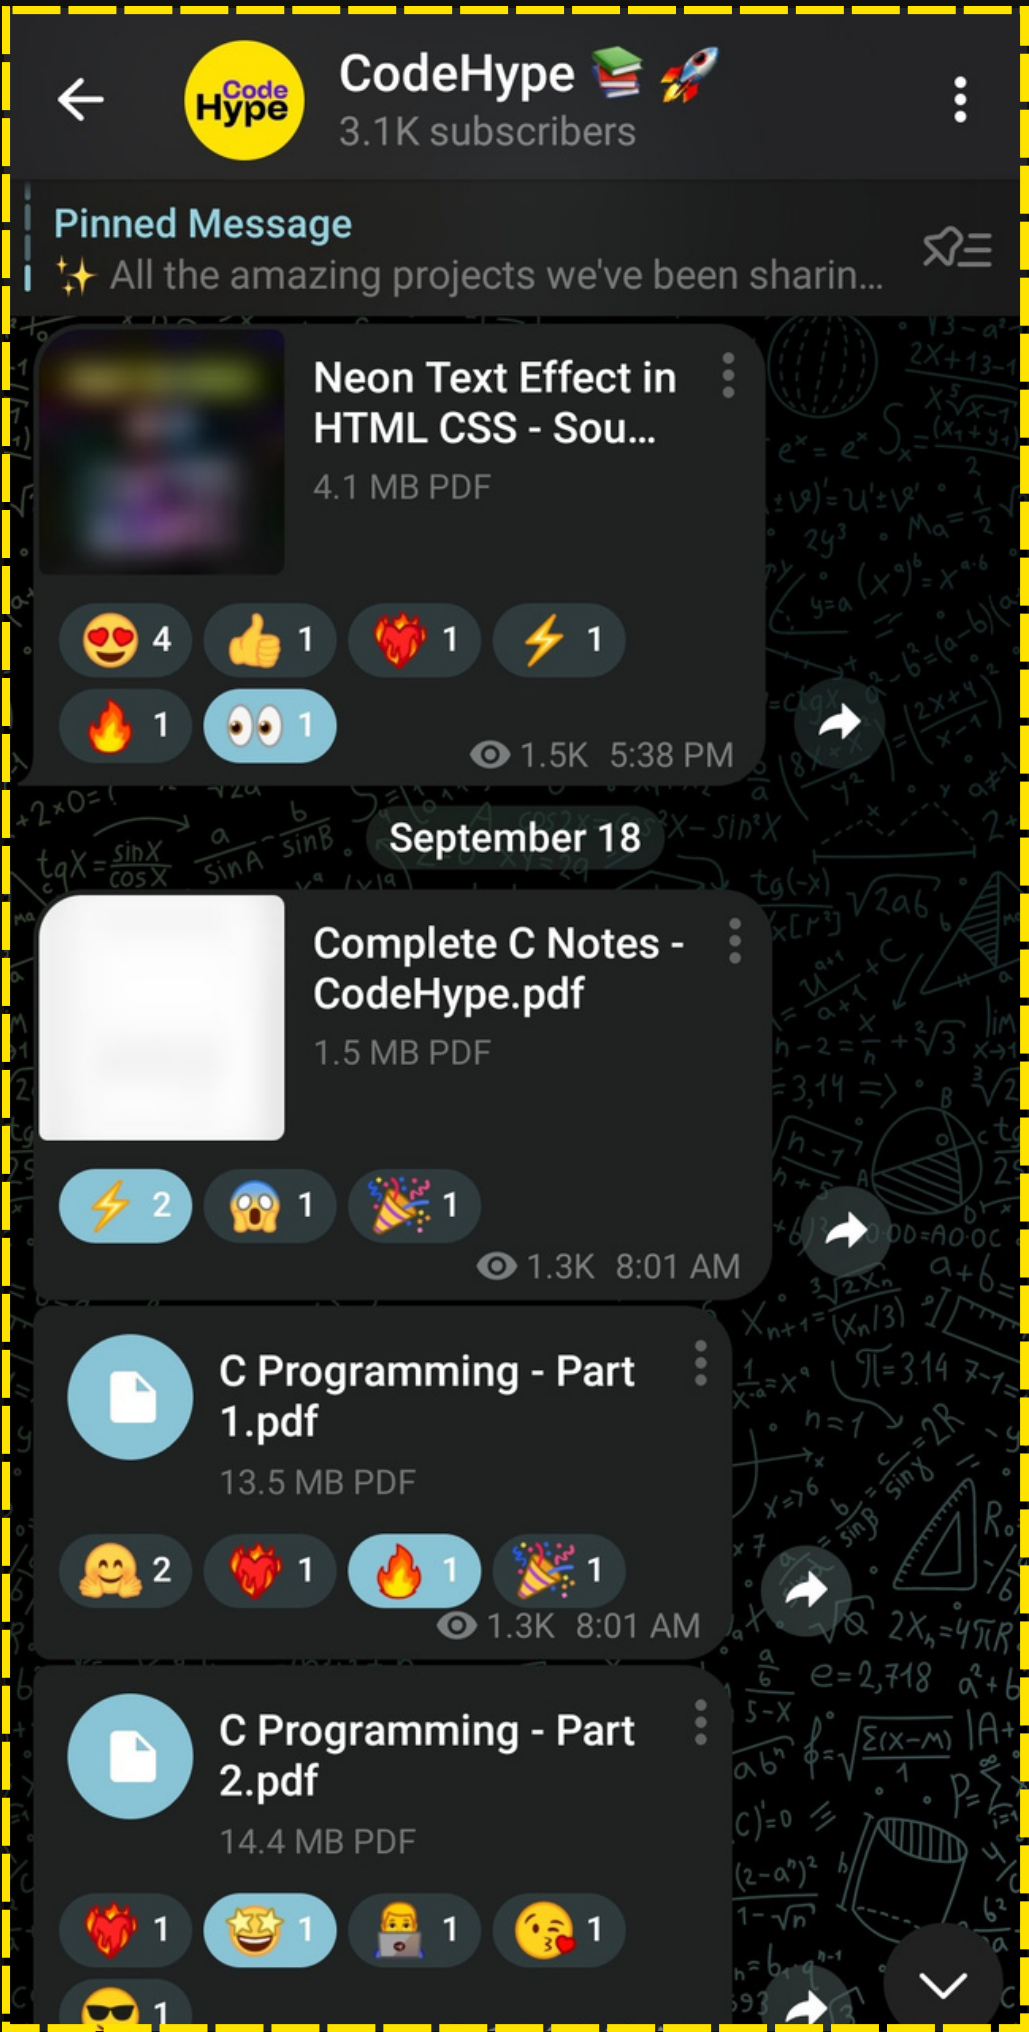 Code
Hype
CodeHype 📚 🚀
3.1K subscribers
Pinned Message
✨ All the amazing projects we've been sharin...
Neon Text Effect in
HTML CSS - Sou...
4.1 MB PDF
😍 4 👍 1 ❤️‍🔥 1 ⚡ 1
🔥 1 👀 1
1.5K 5:38 PM
September 18
Complete C Notes -
CodeHype.pdf
1.5 MB PDF
⚡ 2 😱 1 🎉 1
1.3K 8:01 AM
C Programming - Part
1.pdf
13.5 MB PDF
🤗 2 ❤️‍🔥 1 🔥 1 🎉 1
1.3K 8:01 AM
C Programming - Part
2.pdf
14.4 MB PDF
❤️‍🔥 1 🤩 1 👨‍💻 1 😘 1
😎 1